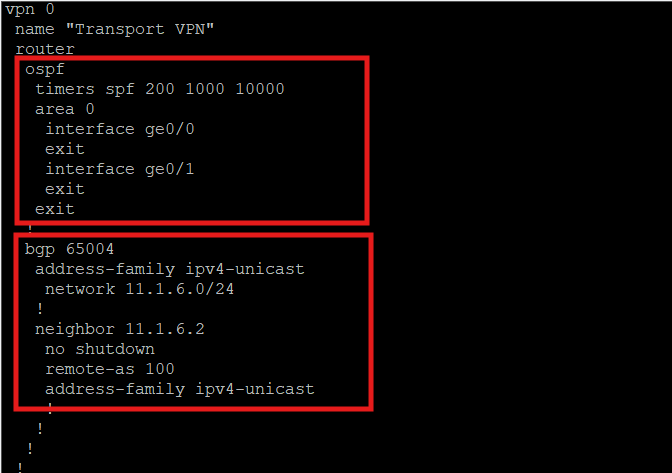 vpn 0
name "Transport VPN"
router
ospf
timers spf 200 1000 10000
area 0
interface ge0/0
exit
interface ge0/1
exit
exit
!
bgp 65004
address-family ipv4-unicast
network 11.1.6.0/24
!
neighbor 11.1.6.2
no shutdown
remote-as 100
address-family ipv4-unicast
!
!
!
!